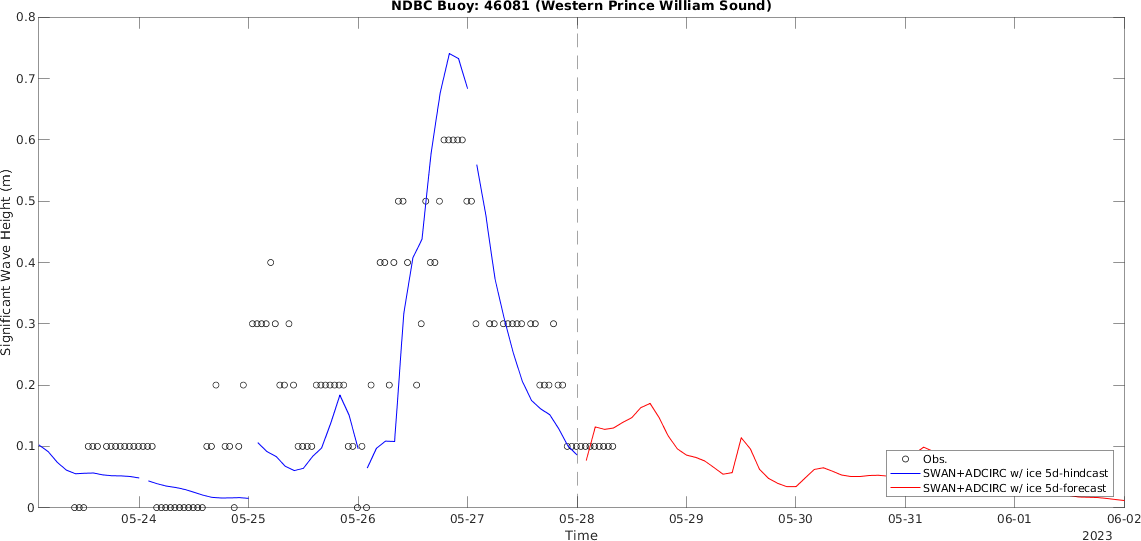 NDBC Buoy: 46081 (Western Prince William Sound)
0.8
0.7
0.6
0.5
0.4
0.3
0.2
0.1
0
Significant Wave Height (m)
Obs.
SWAN+ADCIRC w/ ice 5d-hindcast
SWAN+ADCIRC w/ ice 5d-forecast
05-24 05-25 05-26 05-27 05-28 05-29 05-30 05-31 06-01 06-02
Time
2023